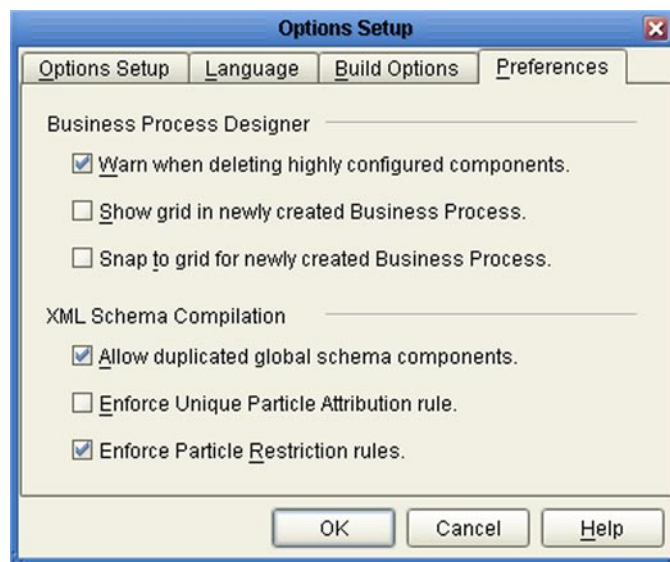 Options Setup
Options Setup Language Build Options Preferences
Business Process Designer
Warn when deleting highly configured components.
Show grid in newly created Business Process.
Snap to grid for newly created Business Process.
XML Schema Compilation
Allow duplicated global schema components.
Enforce Unique Particle Attribution rule.
Enforce Particle Restriction rules.
OK Cancel Help